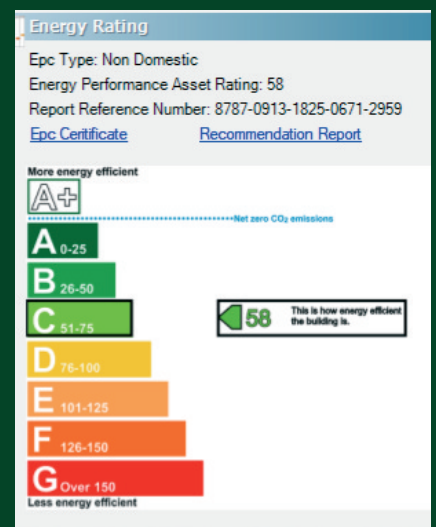 Energy Rating
Epc Type: Non Domestic
Energy Performance Asset Rating: 58
Report Reference Number: 8787-0913-1825-0671-2959
Epc Ceritificate Recommendation Report
More energy efficient
A+
Net zero CO₂ emissions
A 0-25
B 26-50
C 51-75
58 This is how energy efficient
the building is.
D 76-100
E 101-125
F 126-150
G Over 150
Less energy efficient